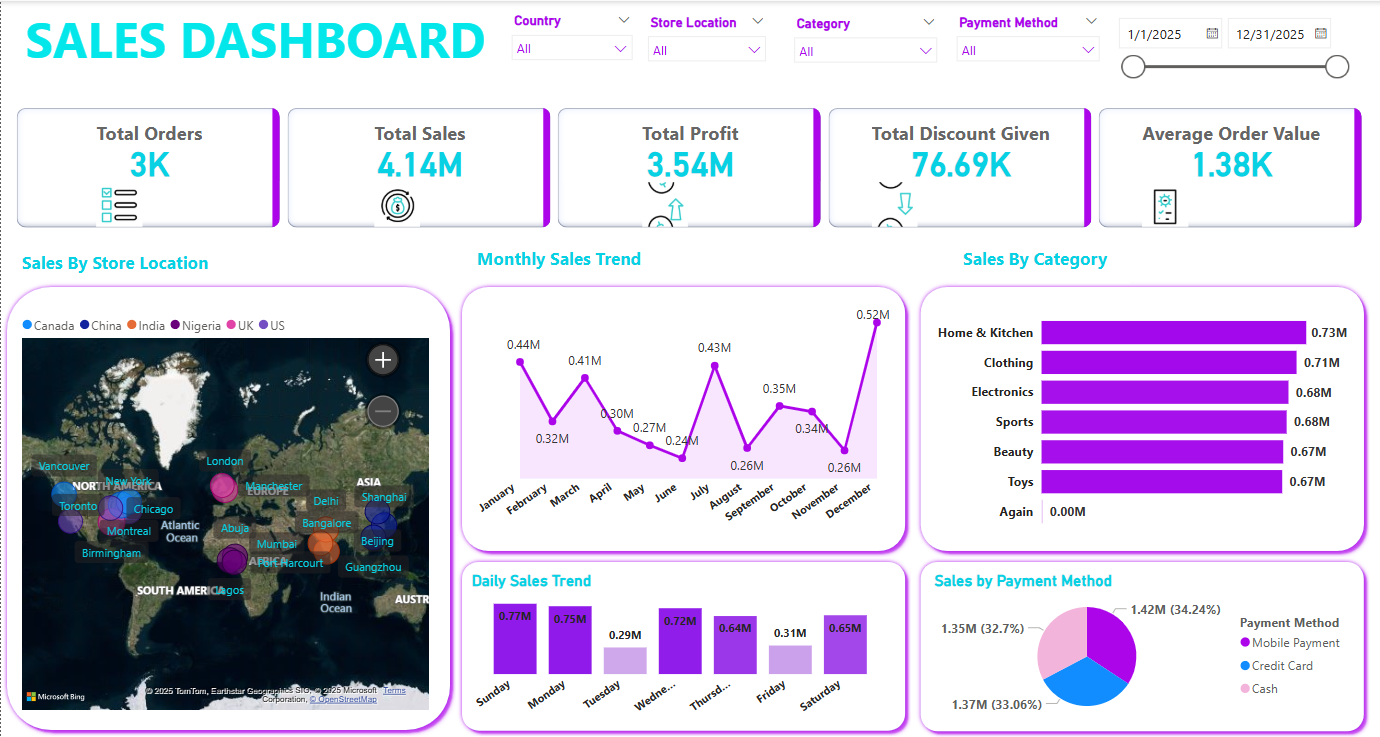 SALES DASHBOARD
Country
All
Store Location
All
Category
All
Payment Method
All
1/1/2025
12/31/2025
Total Orders
3K
Total Sales
4.14M
Total Profit
3.54M
Total Discount Given
76.69K
Average Order Value
1.38K
Sales By Store Location
Canada China India Nigeria UK US
Vancouver
London
NORTH AMERICA
New York
Manchester
EUROPE
ASIA
Delhi
Shanghai
Toronto
Chicago
Atlantic
Ocean
Bangalore
Montreal
Abuja
Birmingham
Mumbai
Beijing
AFRICA
Port Harcourt
Guangzhou
SOUTH AMERICA
Lagos
Indian
Ocean
AUSTR
Microsoft Bing
© 2025 TomTom, Earthstar Geographics SIO, © 2025 Microsoft Terms
Corporation, © OpenStreetMap
Monthly Sales Trend
0.44M
0.32M
0.41M
0.30M
0.27M
0.24M
0.43M
0.26M
0.35M
0.34M
0.26M
0.52M
January
February
March
April
May
June
July
August
September
October
November
December
Sales By Category
Home & Kitchen 0.73M
Clothing 0.71M
Electronics 0.68M
Sports 0.68M
Beauty 0.67M
Toys 0.67M
Again 0.00M
Daily Sales Trend
0.77M
0.75M
0.29M
0.72M
0.64M
0.31M
0.65M
Sunday
Monday
Tuesday
Wedne...
Thursd...
Friday
Saturday
Sales by Payment Method
1.42M (34.24%)
1.35M (32.7%)
1.37M (33.06%)
Payment Method
Mobile Payment
Credit Card
Cash